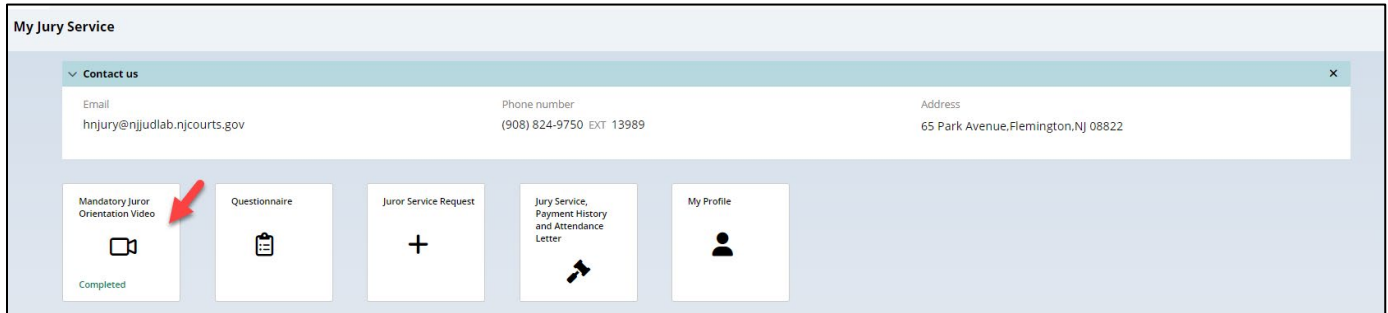 My Jury Service
Contact us
Email
Phone number
Address
hnjury@njjudlab.njcourts.gov
(908) 824-9750 EXT 13989
65 Park Avenue,Flemington,NJ 08822
Mandatory Juror
Orientation Video
Completed
Questionnaire
Juror Service Request
Jury Service,
Payment History
and Attendance
Letter
My Profile